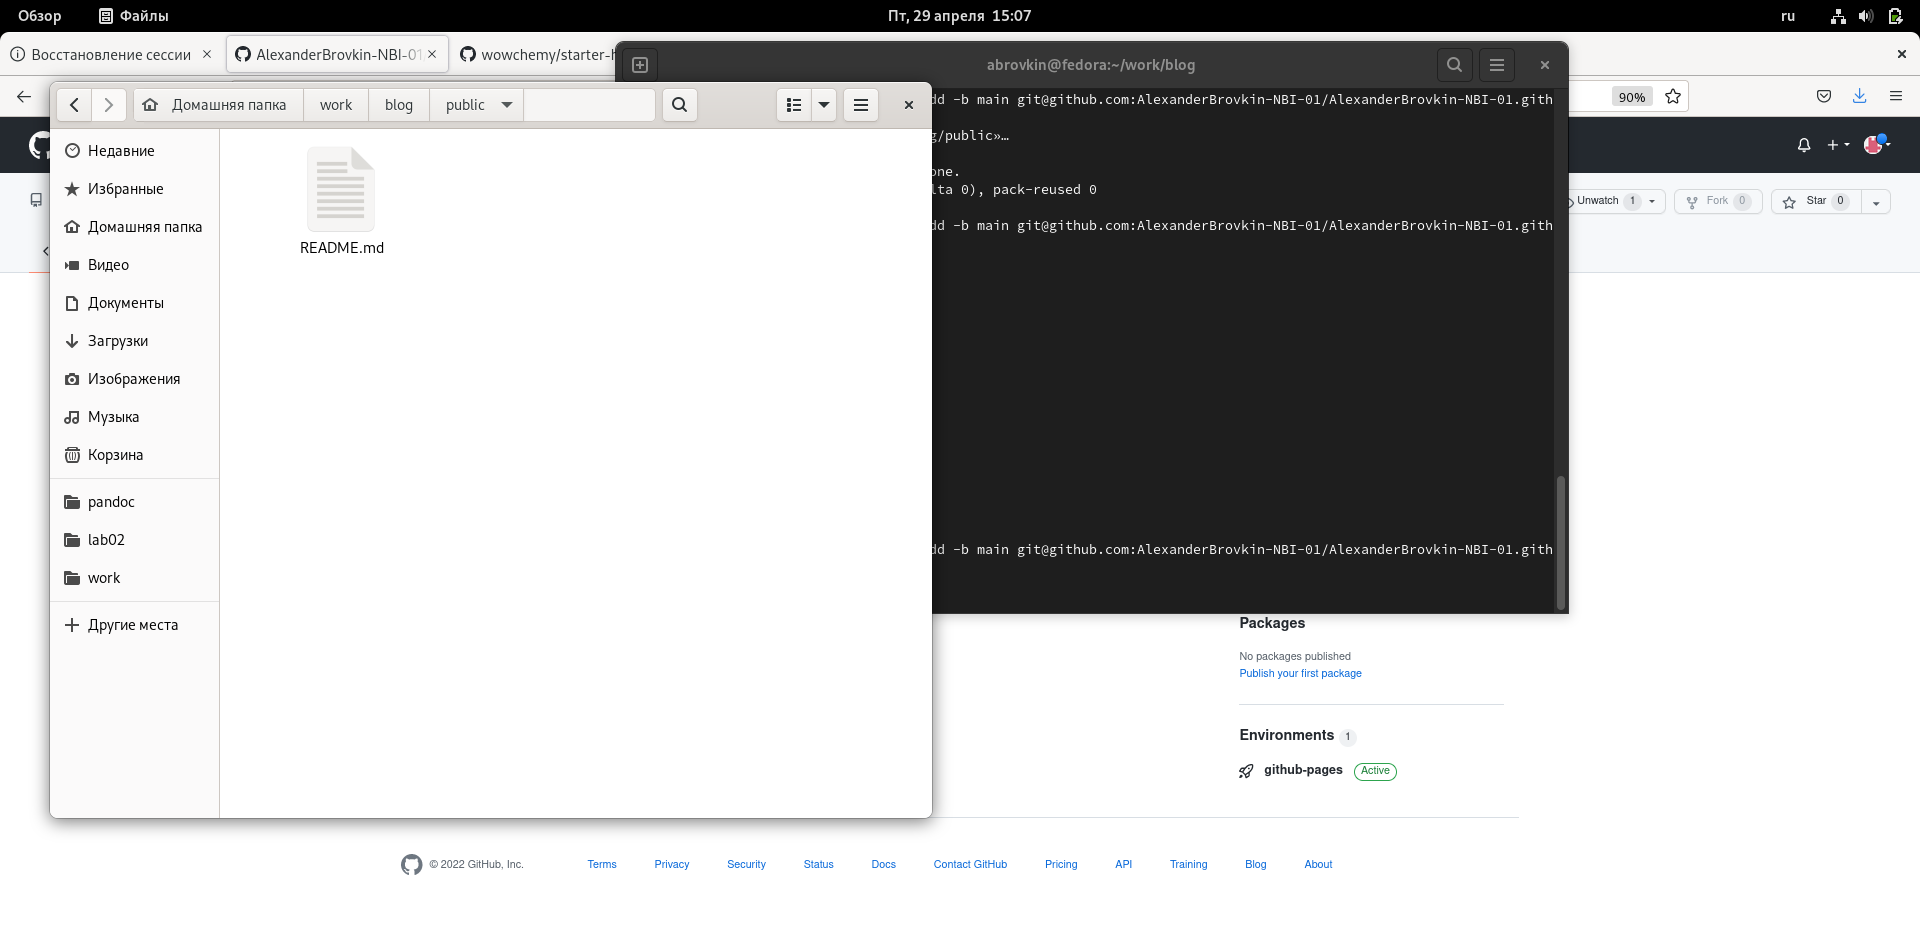 Обзор
Файлы
Пт, 29 апреля 15:07
ru
Восстановление сессии
AlexanderBrovkin-NBI-01
wowchemy/starter-h
abrovkin@fedora:~/work/blog
90%
Домашняя папка
work
blog
public
Недавние
Избранные
Домашняя папка
Видео
Документы
Загрузки
Изображения
Музыка
Корзина
pandoc
lab02
work
Другие места
README.md
dd -b main git@github.com:AlexanderBrovkin-NBI-01/AlexanderBrovkin-NBI-01.gith
g/public»…
one.
lta 0), pack-reused 0
dd -b main git@github.com:AlexanderBrovkin-NBI-01/AlexanderBrovkin-NBI-01.gith
dd -b main git@github.com:AlexanderBrovkin-NBI-01/AlexanderBrovkin-NBI-01.gith
Unwatch 1
Fork 0
Star 0
Packages
No packages published
Publish your first package
Environments 1
github-pages Active
© 2022 GitHub, Inc.
Terms
Privacy
Security
Status
Docs
Contact GitHub
Pricing
API
Training
Blog
About